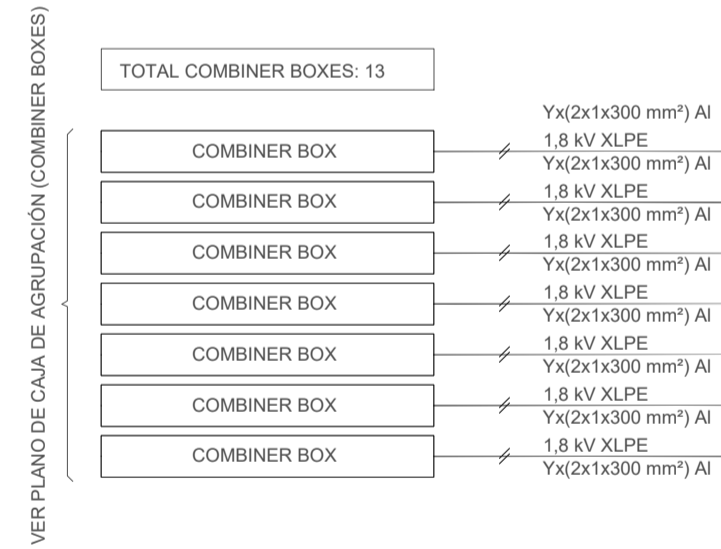 VER PLANO DE CAJA DE AGRUPACIÓN (COMBINER BOXES)
TOTAL COMBINER BOXES: 13
Yx(2x1x300 mm²) Al
COMBINER BOX
1,8 kV XLPE
Yx(2x1x300 mm²) Al
COMBINER BOX
1,8 kV XLPE
Yx(2x1x300 mm²) Al
COMBINER BOX
1,8 kV XLPE
Yx(2x1x300 mm²) Al
COMBINER BOX
1,8 kV XLPE
Yx(2x1x300 mm²) Al
COMBINER BOX
1,8 kV XLPE
Yx(2x1x300 mm²) Al
COMBINER BOX
1,8 kV XLPE
Yx(2x1x300 mm²) Al
COMBINER BOX
1,8 kV XLPE
Yx(2x1x300 mm²) Al